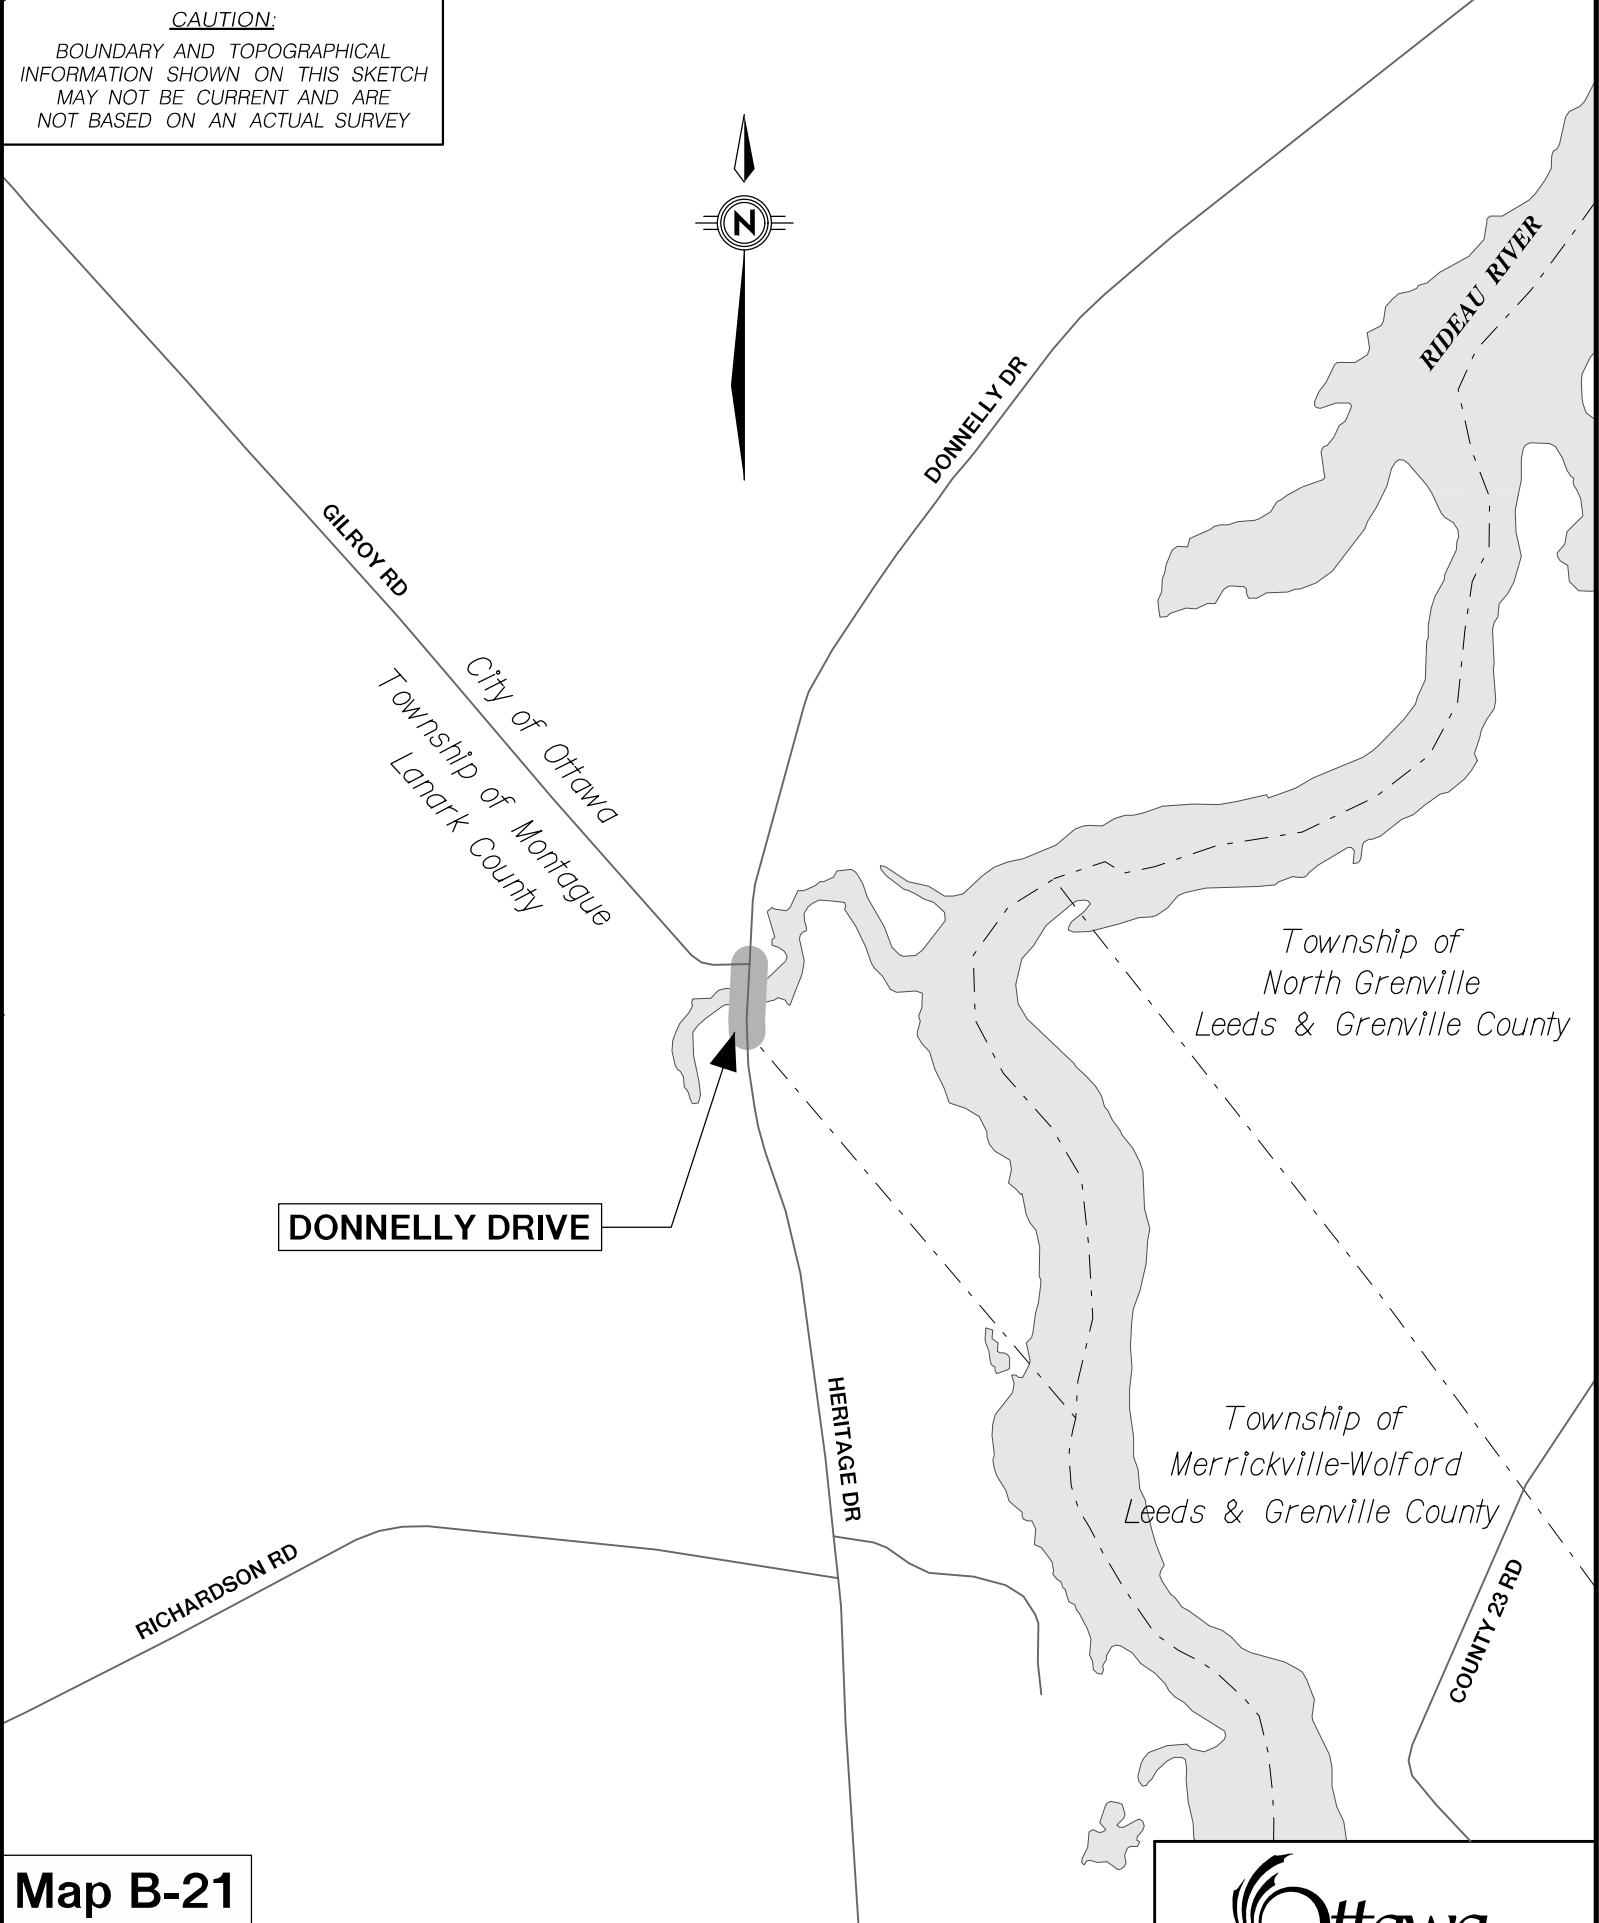 CAUTION:
BOUNDARY AND TOPOGRAPHICAL
INFORMATION SHOWN ON THIS SKETCH
MAY NOT BE CURRENT AND ARE
NOT BASED ON AN ACTUAL SURVEY
N
RIDEAU RIVER
DONNELLY DR
GILROY RD
City of Ottawa
Township of Montague
Lanark County
Township of
North Grenville
Leeds & Grenville County
DONNELLY DRIVE
HERITAGE DR
Township of
Merrickville-Wolford
Leeds & Grenville County
RICHARDSON RD
COUNTY 23 RD
Map B-21
Ottawa